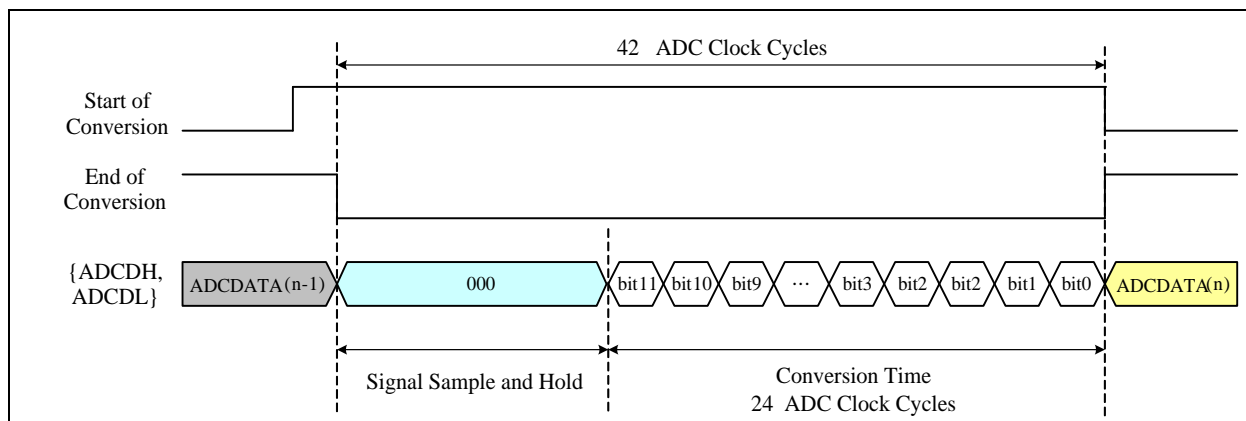 42 ADC Clock Cycles
Start of
Conversion
End of
Conversion
{ADCDH,
ADCDL}
ADCDATA(n-1)
000
bit11
bit10
bit9
...
bit3
bit2
bit2
bit1
bit0
ADCDATA(n)
Signal Sample and Hold
Conversion Time
24 ADC Clock Cycles